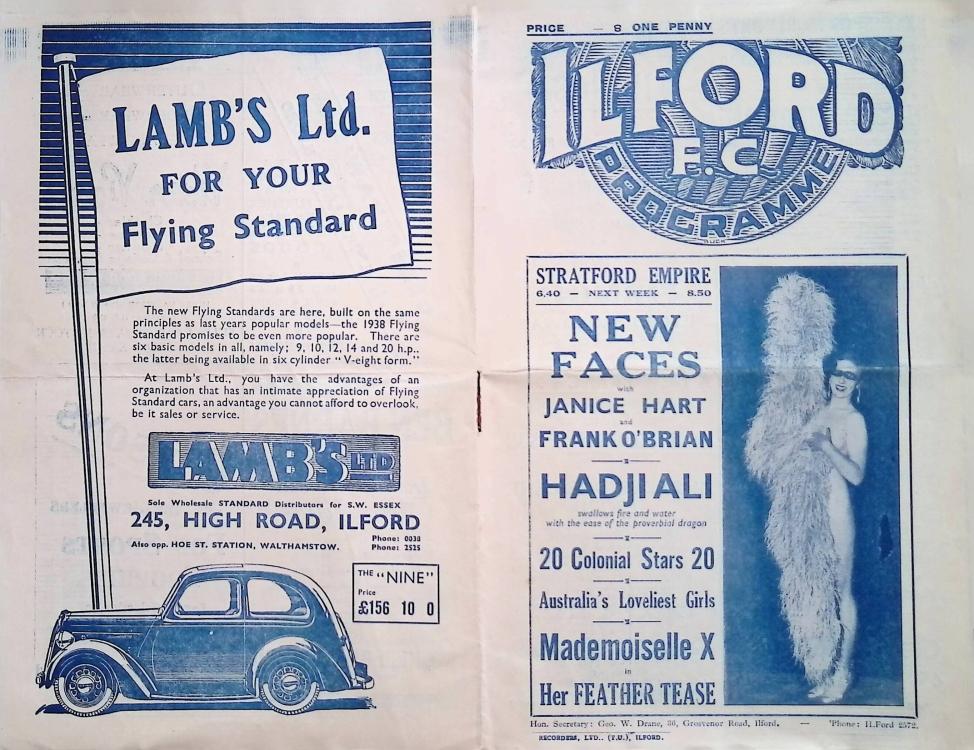 LAMB'S Ltd.
FOR YOUR
Flying Standard
The new Flying Standards are here, built on the same
principles as last years popular models—the 1938 Flying
Standard promises to be even more popular. There are
six basic models in all, namely; 9, 10, 12, 14 and 20 h.p.,
the latter being available in six cylinder "V-eight form."
At Lamb's Ltd., you have the advantages of an
organization that has an intimate appreciation of Flying
Standard cars, an advantage you cannot afford to overlook,
be it sales or service.
LAMB'S LTD
Sole Wholesale STANDARD Distributors for S.W. ESSEX
245, HIGH ROAD, ILFORD
Also opp. HOE ST. STATION, WALTHAMSTOW.
Phone: 0038
Phone: 2525
THE "NINE"
Price
£156 10 0
PRICE — 8 ONE PENNY
ILFORD
F.C
PROGRAMME
BUCK
STRATFORD EMPIRE
6.40 — NEXT WEEK — 8.50
NEW
FACES
with
JANICE HART
and
FRANK O'BRIAN
HADJI ALI
swallows fire and water
with the ease of the proverbial dragon
20 Colonial Stars 20
Australia's Loveliest Girls
Mademoiselle X
in
Her FEATHER TEASE
Hon. Secretary: Geo. W. Drane, 36, Grosvenor Road, Ilford. — 'Phone: ILFord 2572.
RECORDERS, LTD., (T.U.), ILFORD.